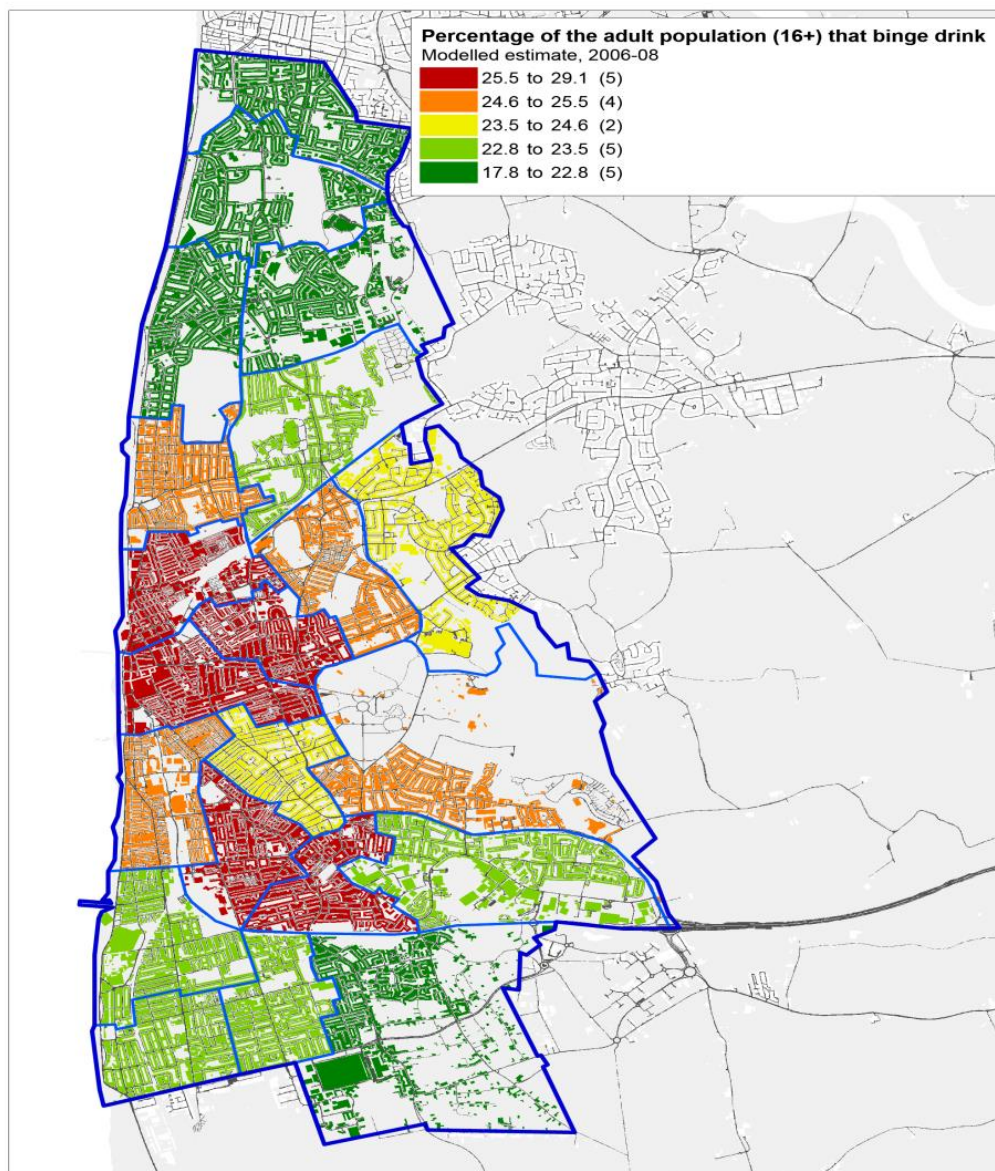 Percentage of the adult population (16+) that binge drink
Modelled estimate, 2006-08
25.5 to 29.1 (5)
24.6 to 25.5 (4)
23.5 to 24.6 (2)
22.8 to 23.5 (5)
17.8 to 22.8 (5)